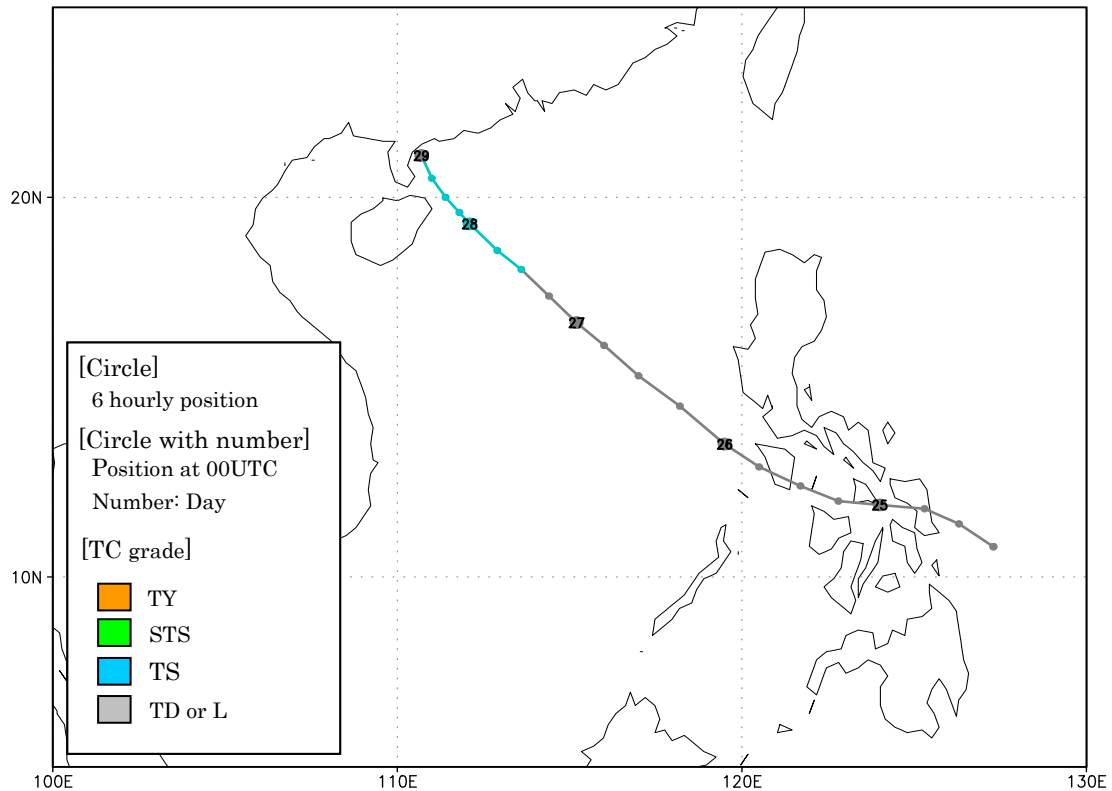 29
20N
28
27
[Circle]
6 hourly position
[Circle with number]
Position at 00UTC
Number: Day
26
25
[TC grade]
10N
TY
STS
TS
TD or L
100E
110E
120E
130E